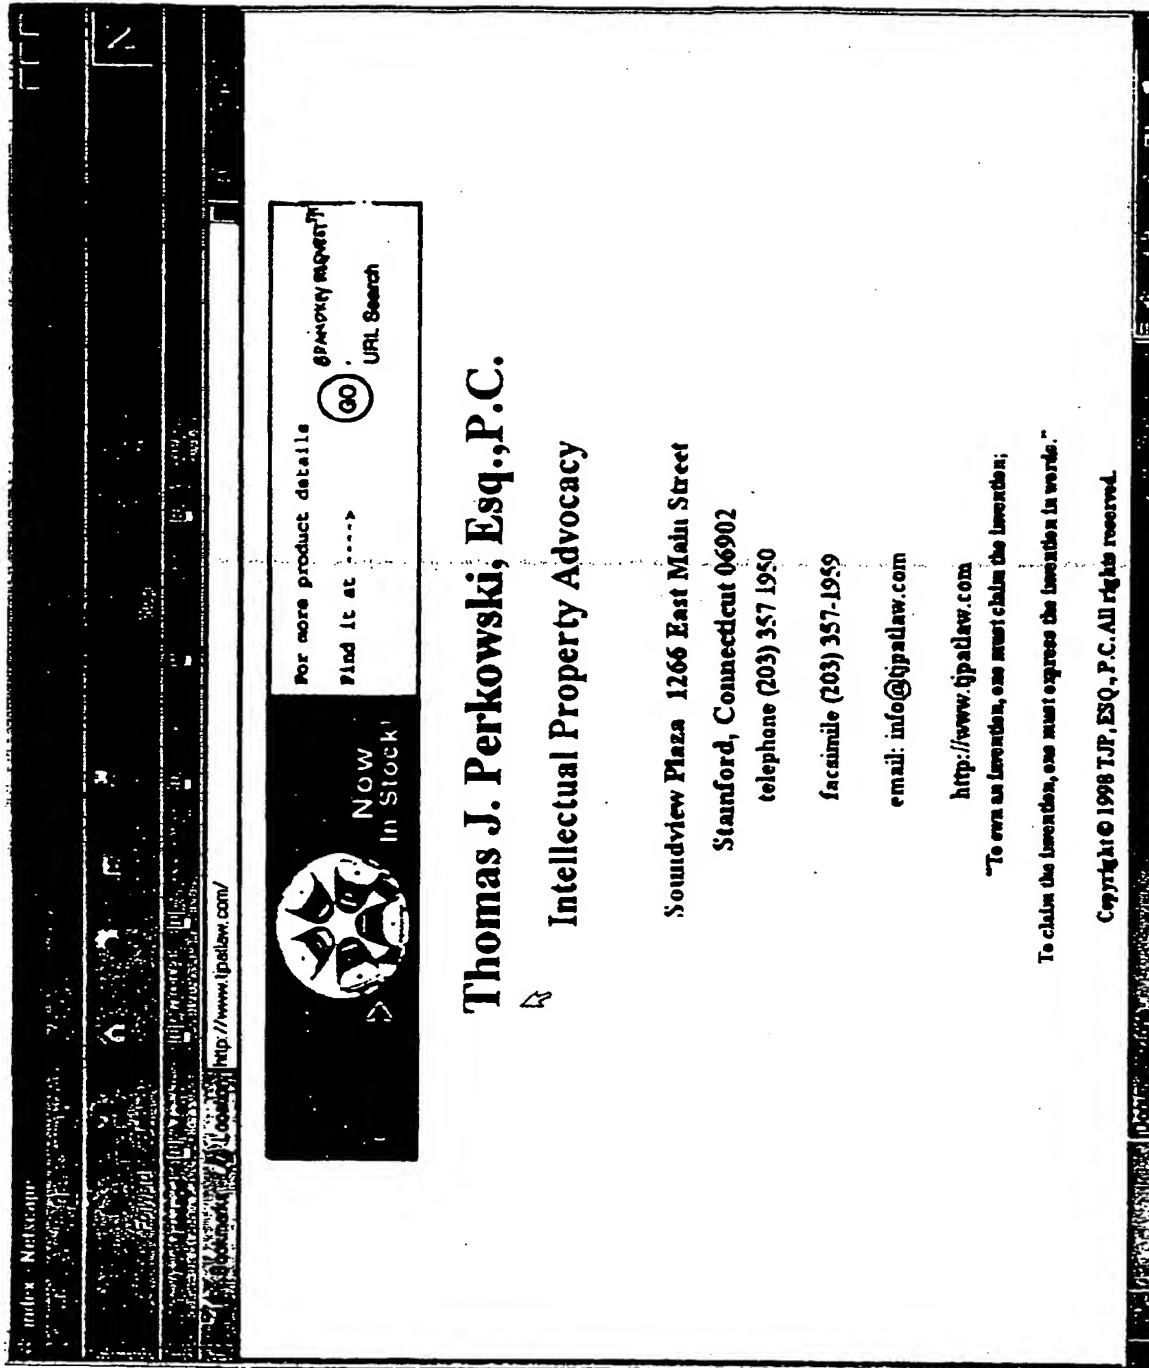 index - Netscape
http://www.tjpatlaw.com/
Now
In Stock!
For more product details
Find it at ----->
GO
URL Search
Thomas J. Perkowski, Esq.,P.C.
Intellectual Property Advocacy
Soundview Plaza 1266 East Main Street
Stamford, Connecticut 06902
telephone (203) 357 1950
facsimile (203) 357-1959
email: info@tjpatlaw.com
http://www.tjpatlaw.com
"To own an invention, one must claim the invention;
To claim the invention, one must express the invention in words."
Copyright © 1998 TJP, ESQ., P.C. All rights reserved.